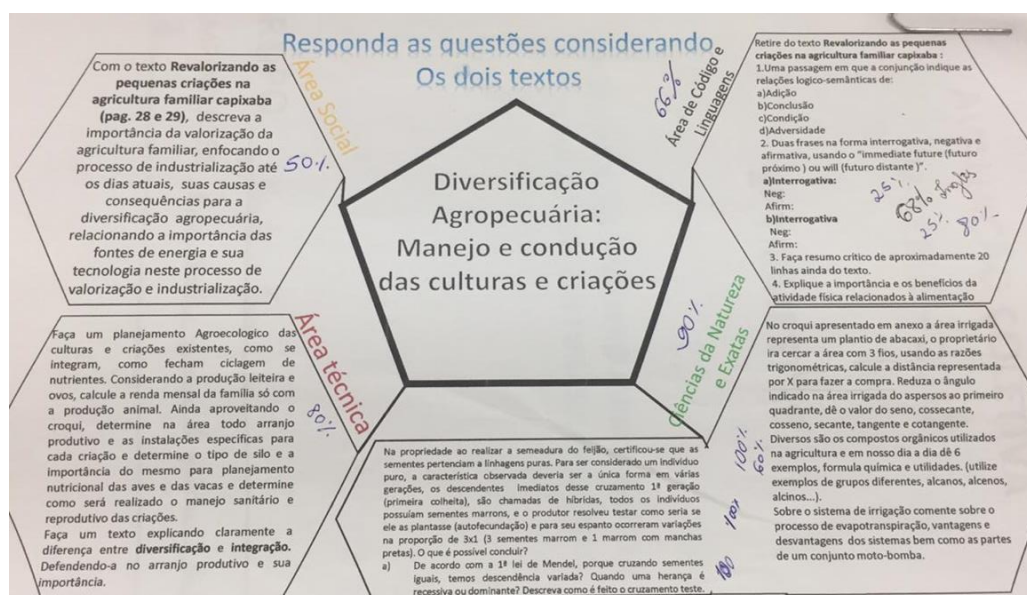 Responda as questões considerando
Os dois textos
Com o texto Revalorizando as
pequenas criações na
agricultura familiar capixaba
(pag. 28 e 29), descreva a
importância da valorização da
agricultura familiar, enfocando o
processo de industrialização até
os dias atuais, suas causas e
consequências para a
diversificação agropecuária,
relacionando a importância das
fontes de energia e sua
tecnologia neste processo de
valorização e industrialização.
Área Social
50%
Diversificação
Agropecuária:
Manejo e condução
das culturas e criações
66%
Área de Código e
Linguagens
Retire do texto Revalorizando as pequenas
criações na agricultura familiar capixaba :
1.Uma passagem em que a conjunção indique as
relações logico-semânticas de:
a)Adição
b)Conclusão
c)Condição
d)Adversidade
2. Duas frases na forma interrogativa, negativa e
afirmativa, usando o "immediate future (futuro
próximo ) ou will (futuro distante )".
a)Interrogativa:
Neg:
Afirm:
b)Interrogativa
Neg:
Afirm:
25%
68% Inglês
25% 80%
3. Faça resumo critico de aproximadamente 20
linhas ainda do texto.
4. Explique a importância e os benefícios da
atividade física relacionados à alimentação
Faça um planejamento Agroecologico das
culturas e criações existentes, como se
integram, como fecham ciclagem de
nutrientes. Considerando a produção leiteira e
ovos, calcule a renda mensal da família só com
a produção animal. Ainda aproveitando o
croqui, determine na área todo arranjo
produtivo e as instalações especificas para
cada criação e determine o tipo de silo e a
importância do mesmo para planejamento
nutricional das aves e das vacas e determine
como será realizado o manejo sanitário e
reprodutivo das criações.
Faça um texto explicando claramente a
diferença entre diversificação e integração.
Defendendo-a no arranjo produtivo e sua
importância.
Área técnica
80%
90%
Ciências da Natureza
e Exatas
Na propriedade ao realizar a semeadura do feijão, certificou-se que as
sementes pertenciam a linhagens puras. Para ser considerado um individuo
puro, a característica observada deveria ser a única forma em várias
gerações, os descendentes imediatos desse cruzamento 1ª geração
(primeira colheita), são chamadas de híbridas, todos os indivíduos
possuíam sementes marrons, e o produtor resolveu testar como seria se
ele as plantasse (autofecundação) e para seu espanto ocorreram variações
na proporção de 3x1 (3 sementes marrom e 1 marrom com manchas
pretas). O que é possível concluir?
a) De acordo com a 1ª lei de Mendel, porque cruzando sementes
iguais, temos descendência variada? Quando uma herança é
recessiva ou dominante? Descreva como é feito o cruzamento teste.
100%
60%
100%
100
No croqui apresentado em anexo a área irrigada
representa um plantio de abacaxi, o proprietário
ira cercar a área com 3 fios, usando as razões
trigonométricas, calcule a distância representada
por X para fazer a compra. Reduza o ângulo
indicado na área irrigada do aspersos ao primeiro
quadrante, dê o valor do seno, cossecante,
cosseno, secante, tangente e cotangente.
Diversos são os compostos orgânicos utilizados
na agricultura e em nosso dia a dia dê 6
exemplos, formula química e utilidades. (utilize
exemplos de grupos diferentes, alcanos, alcenos,
alcinos...).
Sobre o sistema de irrigação comente sobre o
processo de evapotranspiração, vantagens e
desvantagens dos sistemas bem como as partes
de um conjunto moto-bomba.